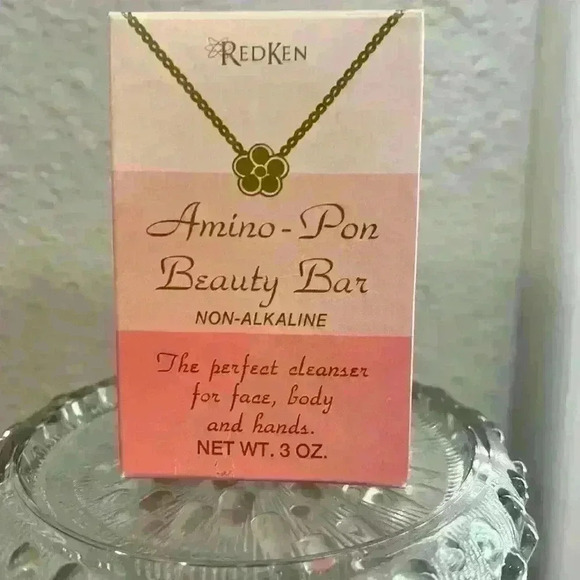 REDKEN
Amino-Pon
Beauty Bar
NON-ALKALINE
The perfect cleanser
for face, body
and hands.
NET WT. 3 OZ.